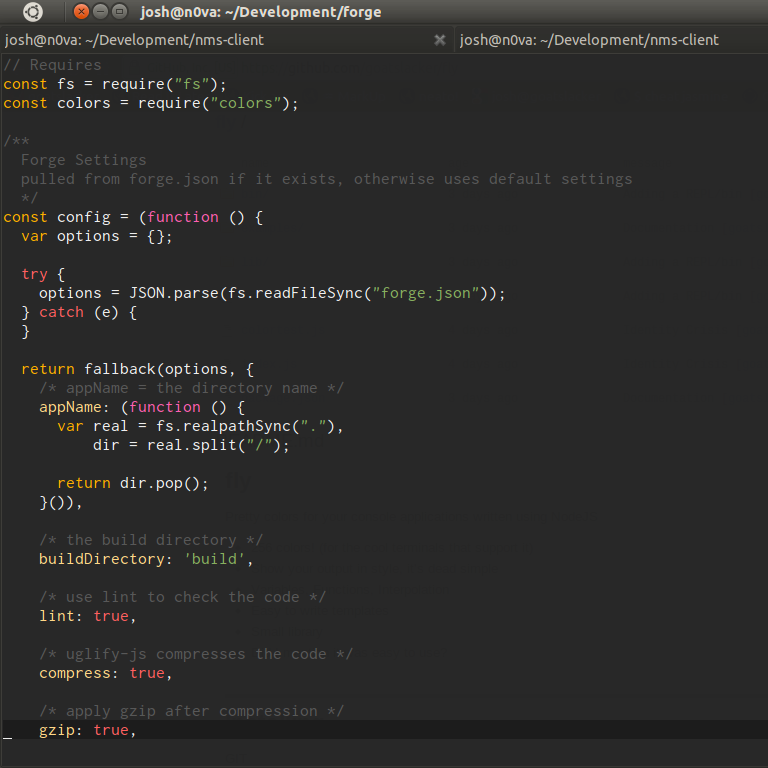 josh@n0va: ~/Development/forge
josh@n0va: ~/Development/nms-client
josh@n0va: ~/Development/nms-client
// Requires
const fs = require("fs");
const colors = require("colors");

/**
  Forge Settings
  pulled from forge.json if it exists, otherwise uses default settings
  */
const config = (function () {
  var options = {};

  try {
    options = JSON.parse(fs.readFileSync("forge.json"));
  } catch (e) {
  }

  return fallback(options, {
    /* appName = the directory name */
    appName: (function () {
      var real = fs.realpathSync("."),
          dir = real.split("/");

      return dir.pop();
    }()),

    /* the build directory */
    buildDirectory: 'build',

    /* use lint to check the code */
    lint: true,

    /* uglify-js compresses the code */
    compress: true,

    /* apply gzip after compression */
    gzip: true,